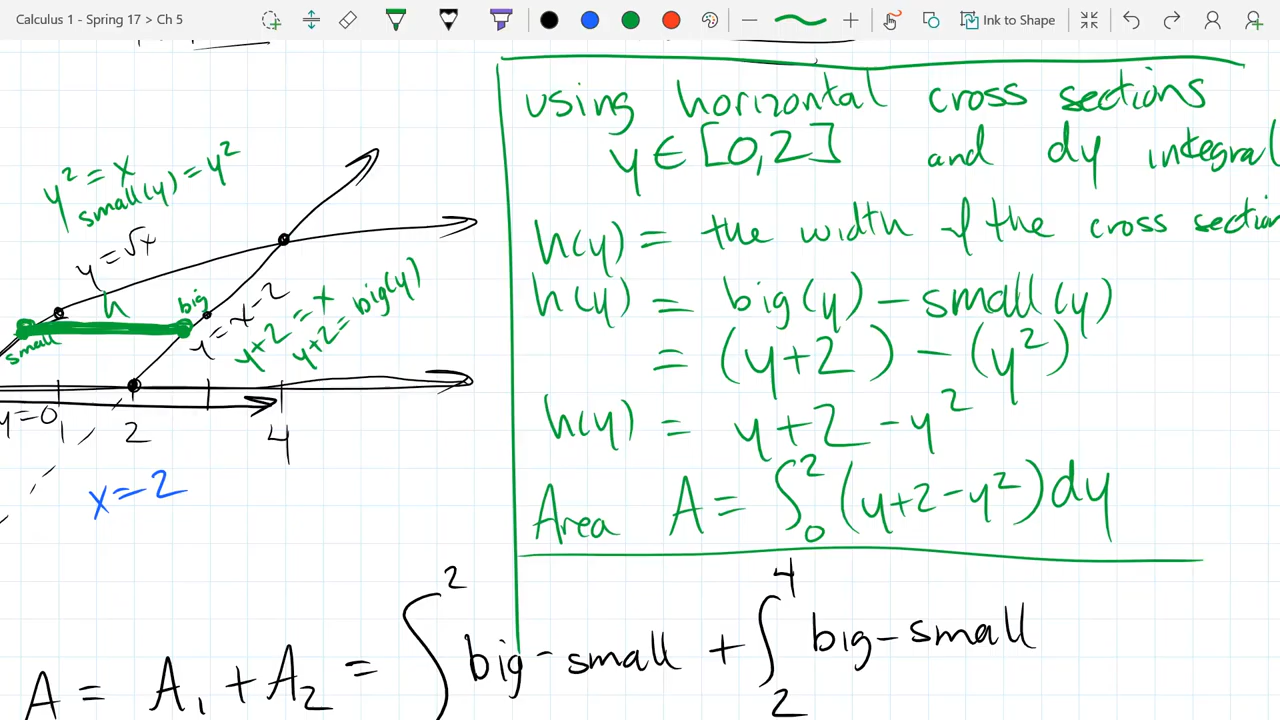 Calculus 1 - Spring 17 > Ch 5
Ink to Shape
using horizontal cross sections
y ∈ [0,2] and dy integral
h(y) = the width of the cross section
h(y) = big(y) - small(y)
= (y+2) - (y²)
h(y) = y+2-y²
Area A = ∫₀² (y+2-y²)dy
y² = x
small(y) = y²
y = √x
h
big
small
y = x-2
y+2 = x
y+2 = big(y)
y=0
1
2
4
x=-2
A = A₁ + A₂ = ∫² big-small + ∫₂⁴ big-small